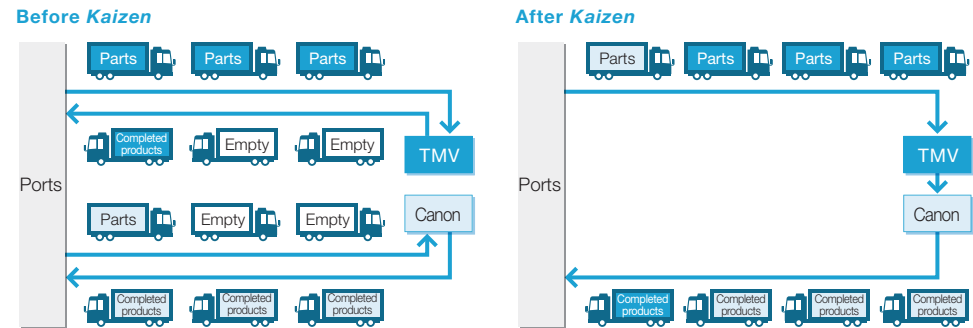 Before Kaizen
Parts
Parts
Parts
Completed
products
Empty
Empty
TMV
Ports
Parts
Empty
Empty
Canon
Completed
products
Completed
products
Completed
products
After Kaizen
Parts
Parts
Parts
Parts
TMV
Ports
Canon
Completed
products
Completed
products
Completed
products
Completed
products